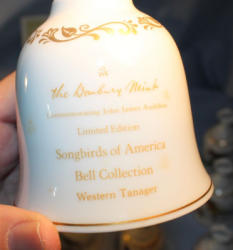 the Danbury Mint
Commemorating John James Audubon
Limited Edition
Songbirds of America
Bell Collection
Western Tanager